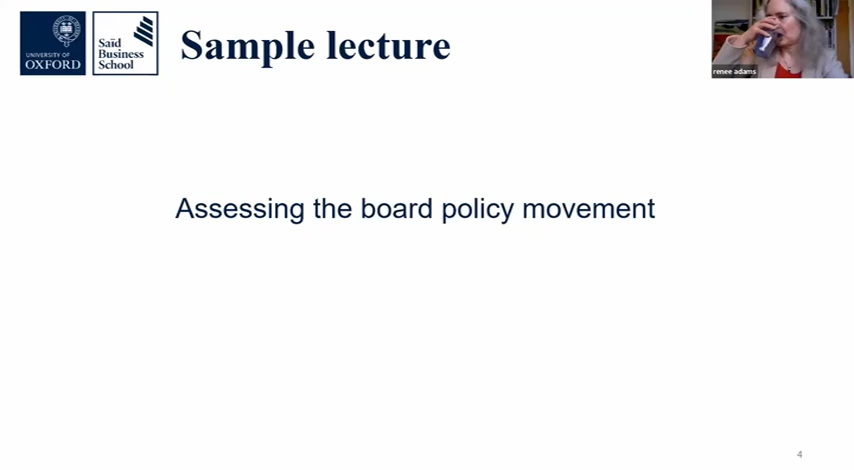 UNIVERSITY OF
OXFORD
Saïd
Business
School
Sample lecture
renee adams
Assessing the board policy movement
4